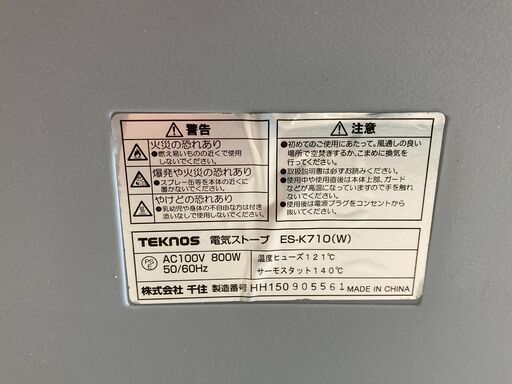 ⚠警告
火災の恐れあり
●燃え易いものの近くで使用
しないでください。
爆発や火災の恐れあり
●スプレー缶等を本体の近くに
置かないでください。
やけどの恐れあり
●乳幼児や身体の不自由な方は付き
添いなしで使用しないでください。
⚠注意
●初めてのご使用にあたって、風通しの良い
場所で空焚きするか、こまめに換気を
行ってください。
●取扱説明書は必ずお読みください。
●使用中や使用直後は本体上部、ガード
などが高温になっていますので手を触れ
ないでください。
●使用後は電源プラグをコンセントから
抜いてください。
TEKNOS 電気ストーブ ES-K710(W)
PS
E
AC100V 800W
50/60Hz
温度ヒューズ121℃
サーモスタット140℃
株式会社 千住 製造番号 HH150905561 MADE IN CHINA